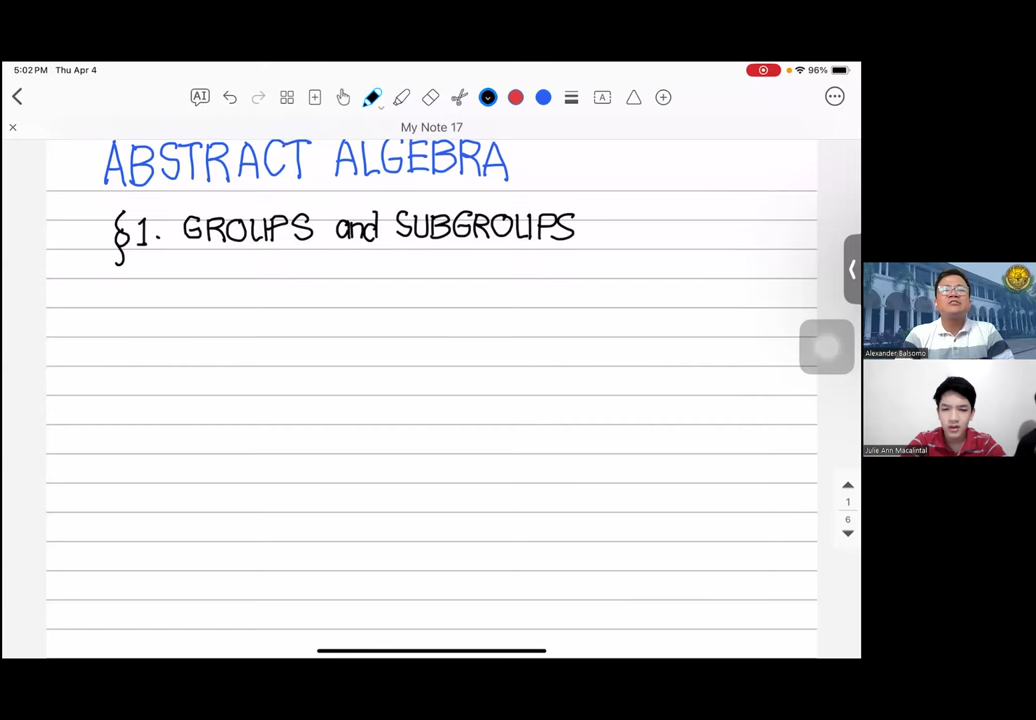 5:02 PM Thu Apr 4
96%
AI
A
My Note 17
ABSTRACT ALGEBRA
§1. GROUPS and SUBGROUPS
1
6
Alexander Balsomo
Julie Ann Macalintal